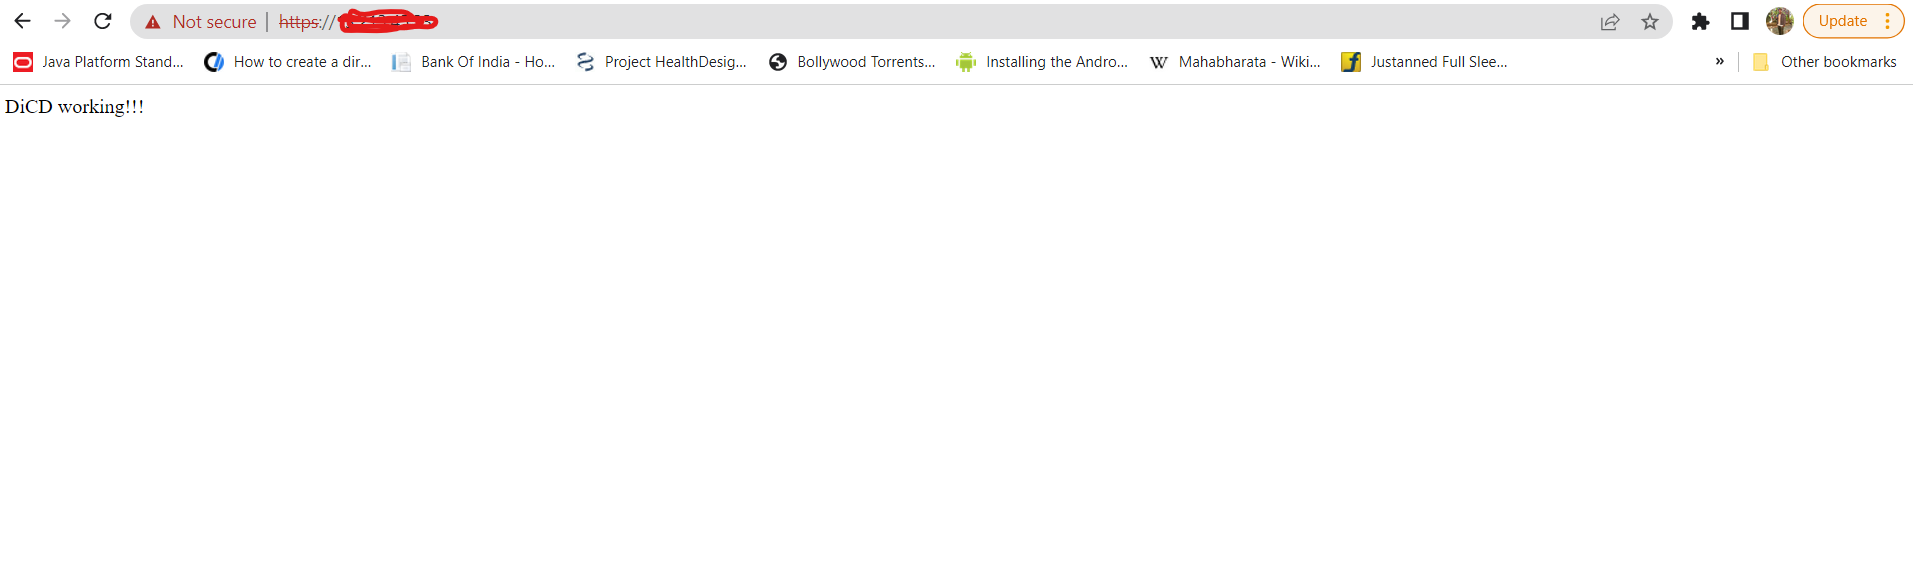 Not secure | https://
Update
Java Platform Stand... How to create a dir... Bank Of India - Ho... Project HealthDesig... Bollywood Torrents... Installing the Andro... W Mahabharata - Wiki... f Justanned Full Slee... » Other bookmarks
DiCD working!!!